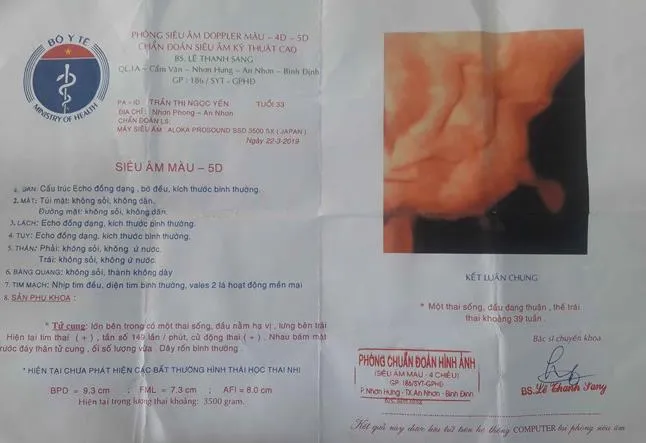 BỘ Y TẾ
MINISTRY OF HEALTH
PHÒNG SIÊU ÂM DOPPLER MÀU – 4D – 5D
CHẨN ĐOÁN SIÊU ÂM KỸ THUẬT CAO
BS. LÊ THANH SANG
QL.1A – Cẩm Văn – Nhơn Hưng – An Nhơn – Bình Định
GP : 186 / SYT - GPHĐ
PA – ID : TRẦN THỊ NGỌC YẾN TUỔI 33
ĐỊA CHỈ: Nhơn Phong – An Nhơn
CHẨN ĐOÁN LS:
MÁY SIÊU ÂM : ALOKA PROSOUND SSD 3500 SX ( JAPAN )
Ngày 22-3-2019
SIÊU ÂM MÀU – 5D
1. GAN: Cấu trúc Echo đồng dạng , bờ đều, kích thước bình thường.
2. MẬT: Túi mật: không sỏi, không dãn.
Đường mật: không sỏi, không dãn.
3. LÁCH: Echo đồng dạng, kích thước bình thường.
4. TỤY: Echo đồng dạng, kích thước bình thường.
5. THẬN: Phải: không sỏi, không ứ nước.
Trái: không sỏi, không ứ nước
6. BÀNG QUANG: không sỏi, thành không dày
7. TIM MẠCH: Nhịp tim đều, diện tim bình thường, vales 2 lá hoạt động mền mại
8. SẢN PHỤ KHOA :
* Tử cung: lớn bên trong có một thai sống, đầu nằm hạ vị , lưng bên trái
Hiện tại tim thai ( + ) , tần số 149 lần / phút, cử động thai ( + ) . Nhau bám mặt
trước đáy thân tử cung , ối số lượng vừa . Dây rốn bình thường .
* HIỆN TẠI CHƯA PHÁT HIỆN CÁC BẤT THƯỜNG HÌNH THÁI HỌC THAI NHI
BPD = 9.3 cm ; FML = 7.3 cm ; AFI = 8.0 cm
Hiện tại trọng lượng thai khoảng: 3500 gram.
KẾT LUẬN CHUNG
* Một thai sống, đầu đang thuận , thể trái
thai khoảng 39 tuần .
Bác sĩ chuyên khoa
PHÒNG CHUẨN ĐOÁN HÌNH ẢNH
(SIÊU ÂM MÀU - 4 CHIỀU)
GP: 186/SYT-GPHĐ
P.Nhơn Hưng - TX.An Nhơn - Bình Định
BS. Lê Thanh Sang
Kết quả này được lưu trữ trên hệ thống COMPUTER tại phòng siêu âm